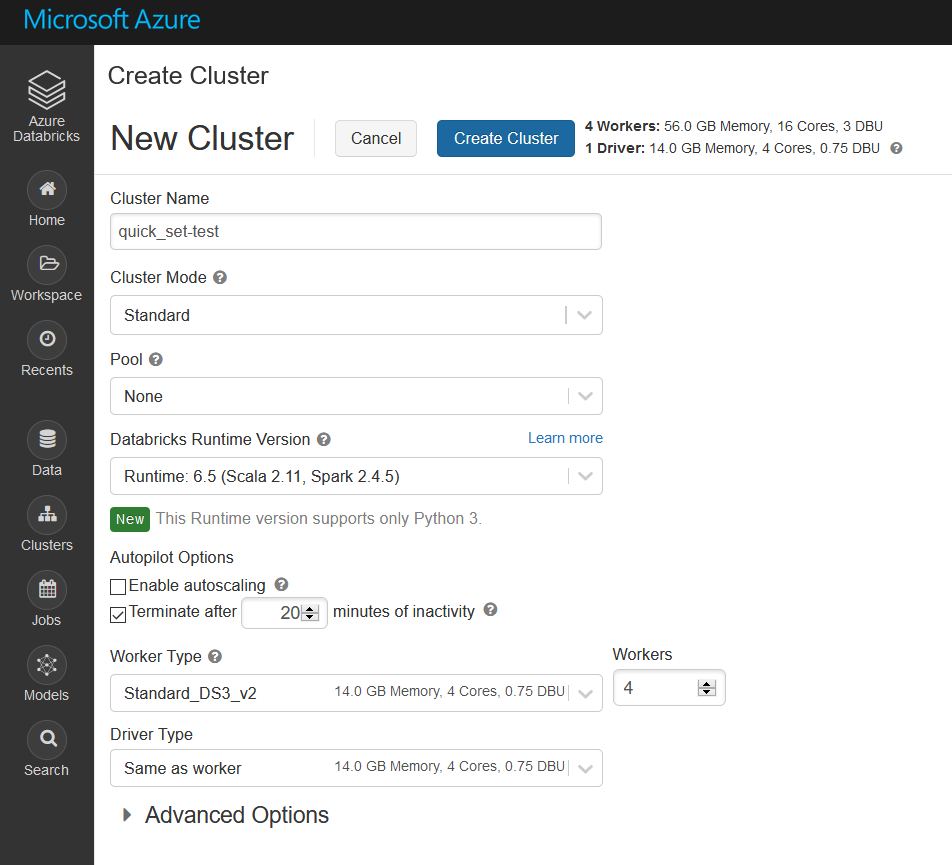 Microsoft Azure
Azure
Databricks
Home
Workspace
Recents
Data
Clusters
Jobs
Models
Search
Create Cluster
New Cluster
Cancel
Create Cluster
4 Workers: 56.0 GB Memory, 16 Cores, 3 DBU
1 Driver: 14.0 GB Memory, 4 Cores, 0.75 DBU ?
Cluster Name
quick_set-test
Cluster Mode ?
Standard
Pool ?
None
Databricks Runtime Version ? Learn more
Runtime: 6.5 (Scala 2.11, Spark 2.4.5)
New This Runtime version supports only Python 3.
Autopilot Options
Enable autoscaling ?
Terminate after 20 minutes of inactivity ?
Worker Type ? Workers
Standard_DS3_v2 14.0 GB Memory, 4 Cores, 0.75 DBU 4
Driver Type
Same as worker 14.0 GB Memory, 4 Cores, 0.75 DBU
Advanced Options